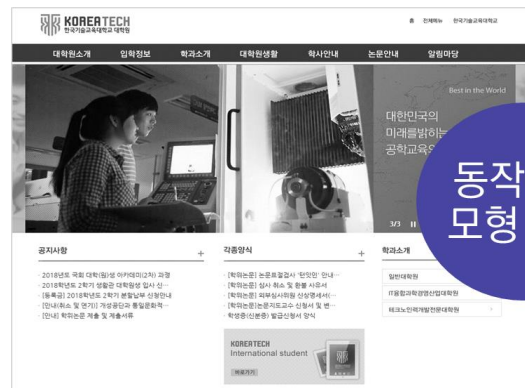 KOREATECH
한국기술교육대학교 대학원
홈 전체메뉴 한국기술교육대학교
대학원소개 입학정보 학과소개 대학원생활 학사안내 논문안내 알림마당
Best in the World
대한민국의
미래를밝히는
공학교육의
3/3
동작
모형
공지사항
· 2018년도 국회 대학(원)생 아카데미(2차) 과정
· 2018학년도 2학기 생활관 대학원생 입사 신…
· [등록금] 2018학년도 2학기 분할납부 신청안내
· [안내(취소 및 연기)] 개성공단과 통일문화적…
· [안내] 학위논문 제출 및 제출서류
각종양식
· [학위논문] 논문표절검사 '턴잇인' 안내…
· [학위논문] 심사 취소 및 환불 사유서
· [학위논문] 외부심사위원 신상명세서(…
· [학위논문]논문지도교수 신청서 및 변…
· 학생증(신분증) 발급신청서 양식
KOREATECH
International student
바로가기
학과소개
일반대학원
IT융합과학경영산업대학원
테크노인력개발전문대학원